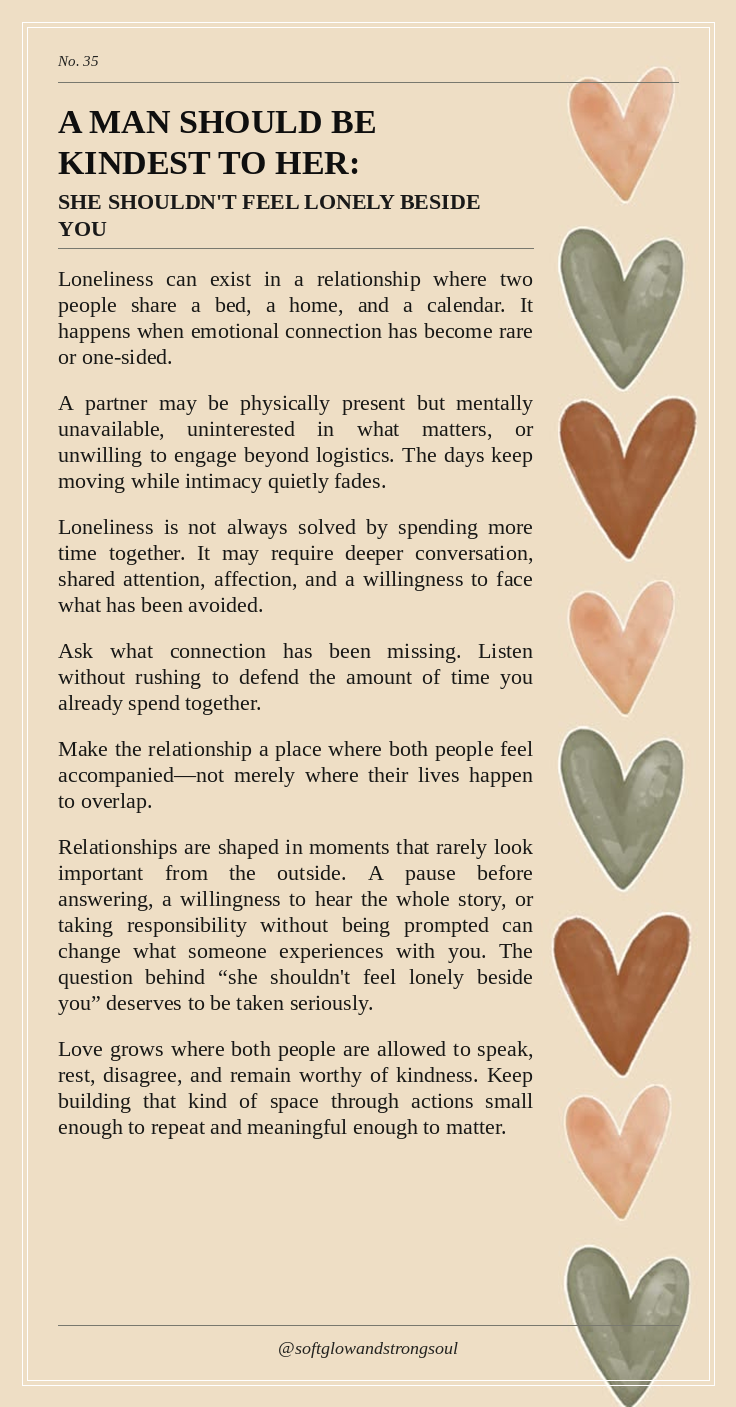 No. 35
A MAN SHOULD BE
KINDEST TO HER:
SHE SHOULDN'T FEEL LONELY BESIDE
YOU
Loneliness can exist in a relationship where two
people share a bed, a home, and a calendar. It
happens when emotional connection has become rare
or one-sided.
A partner may be physically present but mentally
unavailable, uninterested in what matters, or
unwilling to engage beyond logistics. The days keep
moving while intimacy quietly fades.
Loneliness is not always solved by spending more
time together. It may require deeper conversation,
shared attention, affection, and a willingness to face
what has been avoided.
Ask what connection has been missing. Listen
without rushing to defend the amount of time you
already spend together.
Make the relationship a place where both people feel
accompanied—not merely where their lives happen
to overlap.
Relationships are shaped in moments that rarely look
important from the outside. A pause before
answering, a willingness to hear the whole story, or
taking responsibility without being prompted can
change what someone experiences with you. The
question behind “she shouldn't feel lonely beside
you” deserves to be taken seriously.
Love grows where both people are allowed to speak,
rest, disagree, and remain worthy of kindness. Keep
building that kind of space through actions small
enough to repeat and meaningful enough to matter.
@softglowandstrongsoul